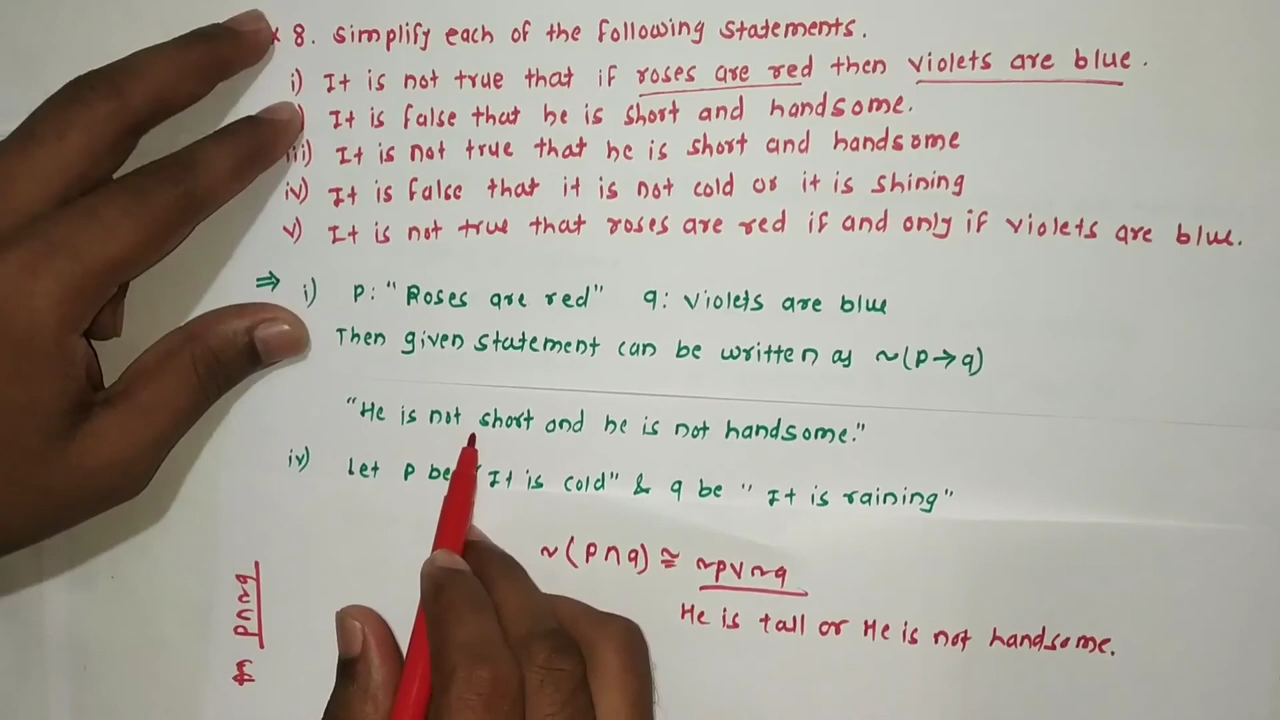 8. Simplify each of the following statements.
i) It is not true that if roses are red then violets are blue.
) It is false that he is short and handsome.
iii) It is not true that he is short and handsome
iv) It is false that it is not cold or it is shining
v) It is not true that roses are red if and only if violets are blue.
⇒ i) P: "Roses are red" q: violets are blue
Then given statement can be written as ~(P→q)
"He is not short and he is not handsome."
iv) Let P be "It is cold" & q be "It is raining"
~(P∩q) ≅ ~pv~q
He is tall or He is not handsome.